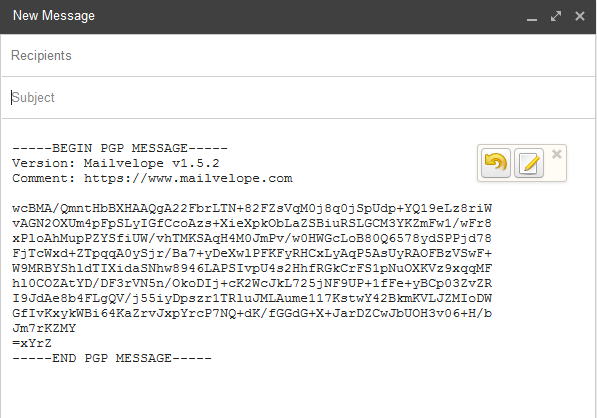 New Message
Recipients
Subject
-----BEGIN PGP MESSAGE-----
Version: Mailvelope v1.5.2
Comment: https://www.mailvelope.com
wcBMA/QmntHbBXHAAQgA22FbrLTN+82FZsVqM0j8q0jSpUdp+YQ19eLz8riW
vAGN2OXUm4pFpSLyIGfCcoAzs+XieXpkObLaZSBiuRSLGCM3YKZmFw1/wFr8
xPloAhMupPZYSfiUW/vhTMKSAqH4M0JmPv/w0HWGcLoB80Q6578ydSPPjd78
FjTcWxd+ZTpqqA0ySjr/Ba7+yDeXwlPFKFyRHCxLyAqP5AsUyRAOFBzVSwF+
W9MRBYShldTIXidaSNhw8946LAPSIvpU4s2HhfRGkCrFS1pNuOXKVz9xqqMF
hl0COZAtYD/DF3rVN5n/OkoDIj+cK2WcJkL725jNF9UP+1fFe+yBCp03ZvZR
I9JdAe8b4FLgQV/j55iyDpszr1TRluJMLAume117KstwY42BkmKVLJZMIoDW
GfIvKxykWBi64KaZrvJxpYrcP7NQ+dK/fGGdG+X+JarDZCwJbUOH3v06+H/b
Jm7rKZMY
=xYrZ
-----END PGP MESSAGE-----